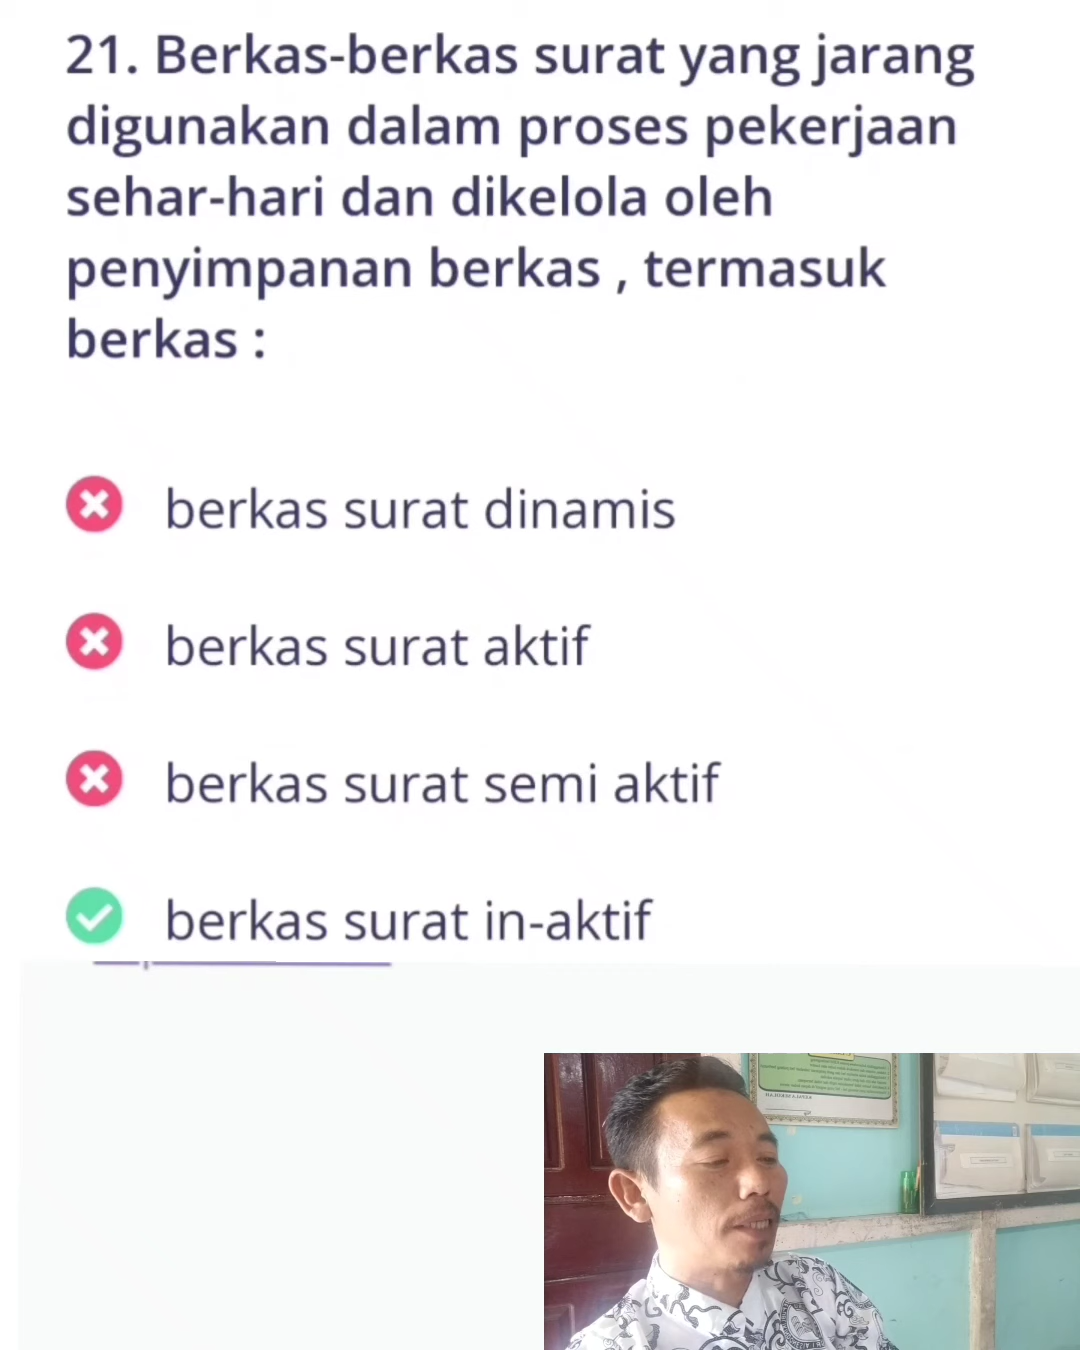 21. Berkas-berkas surat yang jarang
digunakan dalam proses pekerjaan
sehar-hari dan dikelola oleh
penyimpanan berkas , termasuk
berkas :
berkas surat dinamis
berkas surat aktif
berkas surat semi aktif
berkas surat in-aktif